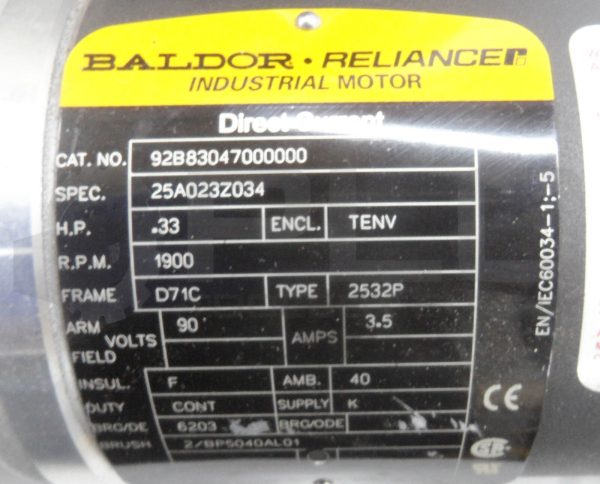 BALDOR • RELIANCE
INDUSTRIAL MOTOR
Direct Current
CAT. NO. 92B83047000000
SPEC. 25A023Z034
H.P. .33 ENCL. TENV
R.P.M. 1900
FRAME D71C TYPE 2532P
ARM 90 3.5
VOLTS AMPS
FIELD
INSUL. F AMB. 40
DUTY CONT SUPPLY K
BRG/DE 6203 BRG/ODE
BRUSH 2/BP5040AL01
EN/IEC60034-1;-5
CE